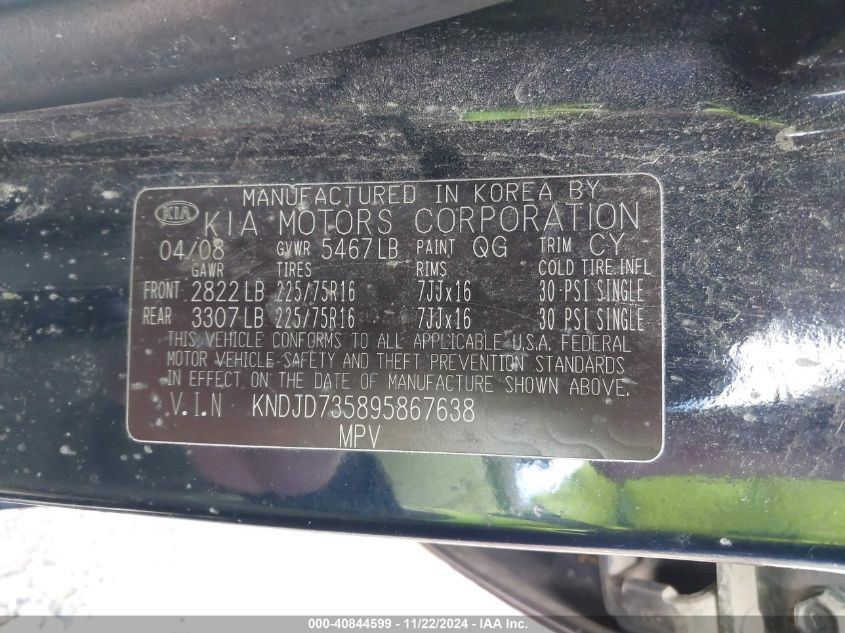 MANUFACTURED IN KOREA BY
KIA KIA MOTORS CORPORATION
04/08 GVWR 5467LB PAINT QG TRIM CY
GAWR TIRES RIMS COLD TIRE INFL
FRONT 2822LB 225/75R16 7JJx16 30 PSI SINGLE
REAR 3307LB 225/75R16 7JJx16 30 PSI SINGLE
THIS VEHICLE CONFORMS TO ALL APPLICABLE U.S.A. FEDERAL
MOTOR VEHICLE SAFETY AND THEFT PREVENTION STANDARDS
IN EFFECT ON THE DATE OF MANUFACTURE SHOWN ABOVE.
V.I.N KNDJD735895867638
MPV
000-40844599 - 11/22/2024 - IAA Inc.